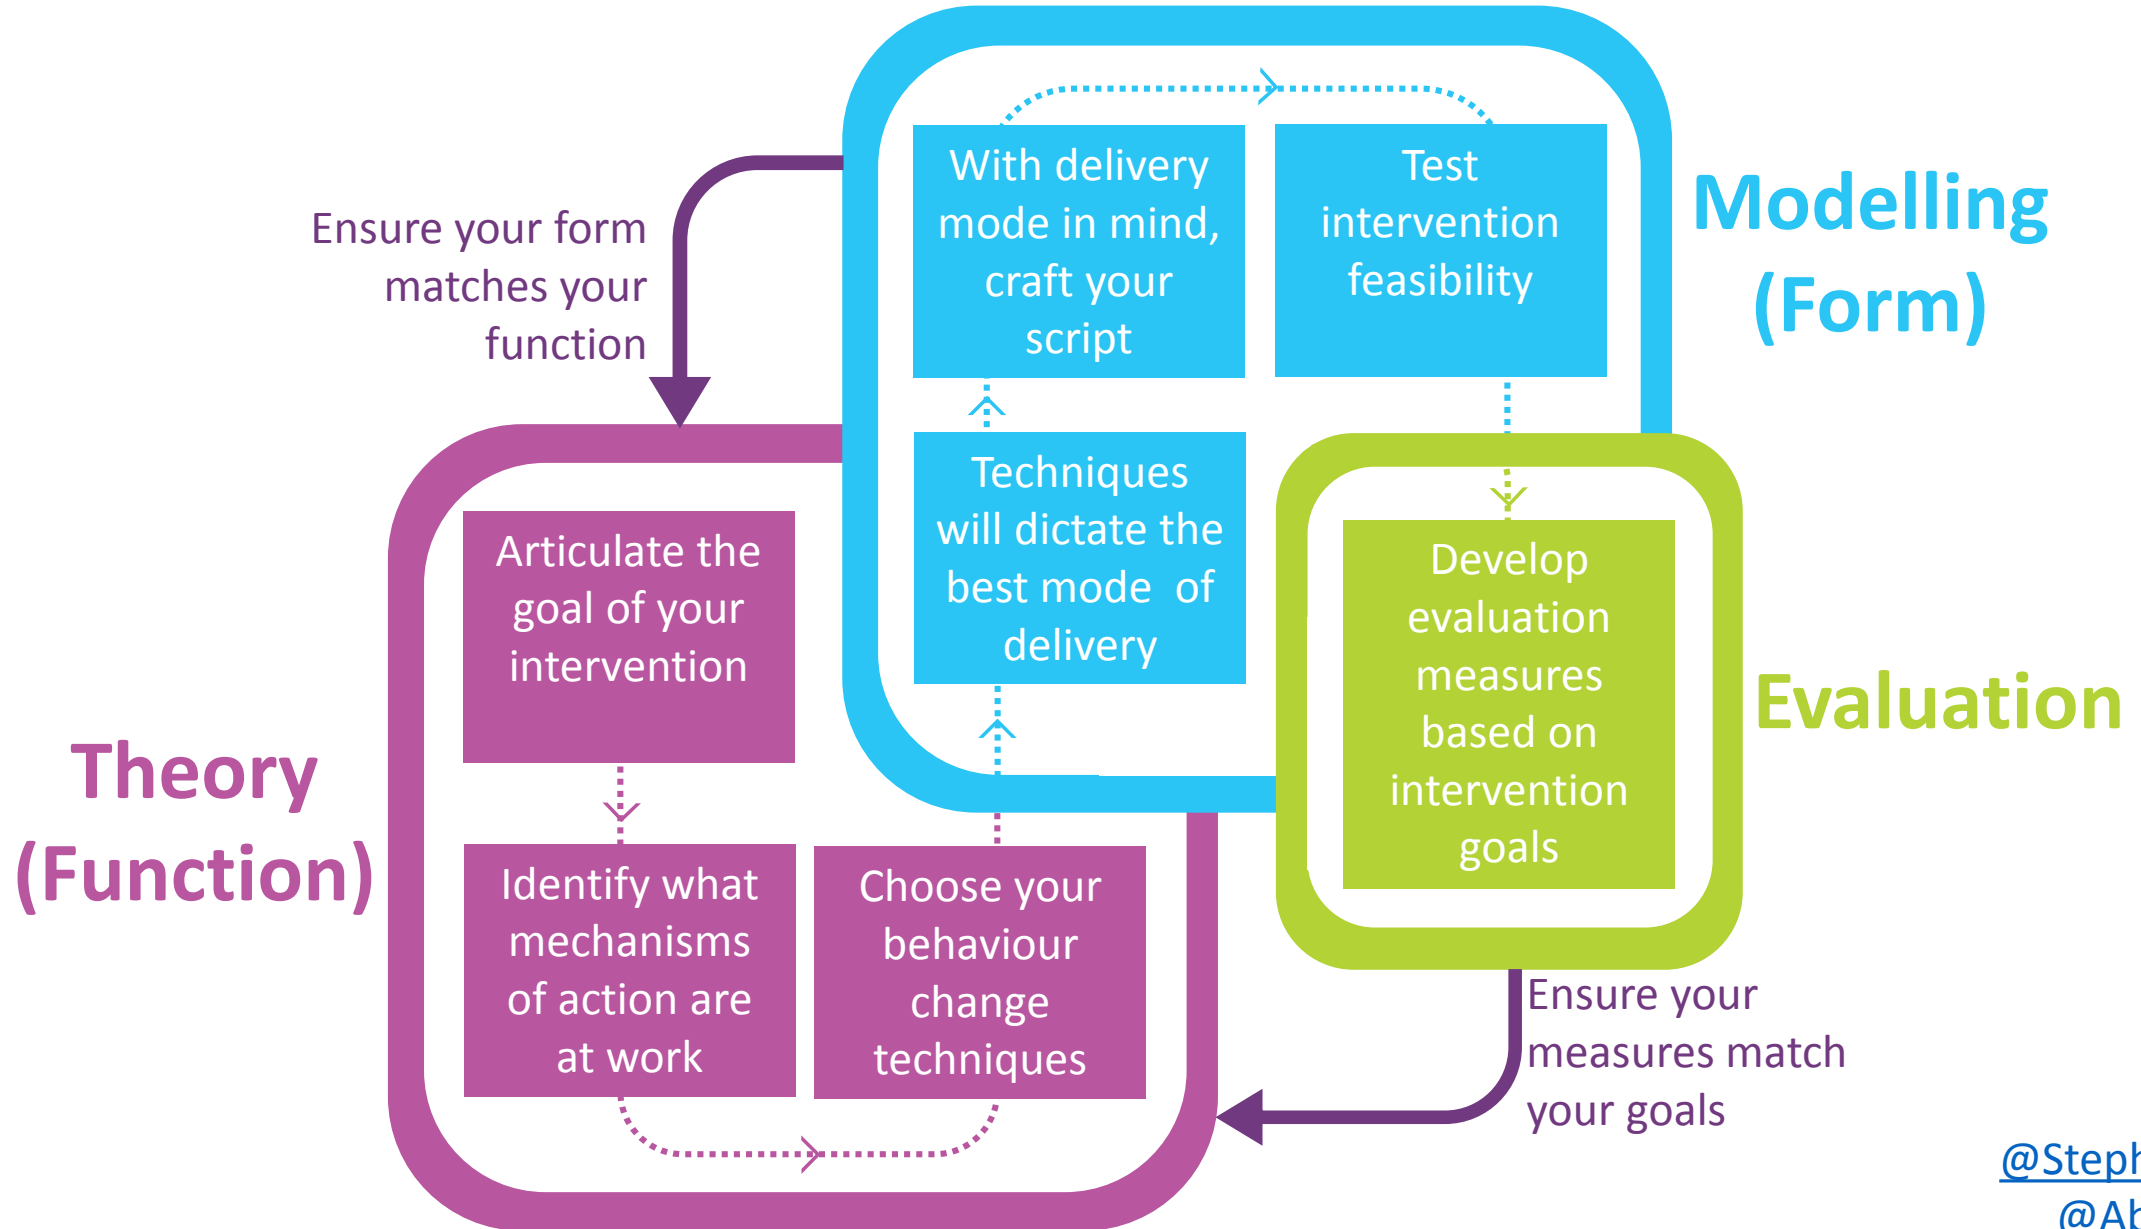 With delivery
mode in mind,
craft your
script
Test
intervention
feasibility
Modelling
(Form)
Ensure your form
matches your
function
Techniques
will dictate the
best mode of
delivery
Articulate the
goal of your
intervention
Develop
evaluation
measures
based on
intervention
goals
Evaluation
Theory
(Function)
Identify what
mechanisms
of action are
at work
Choose your
behaviour
change
techniques
Ensure your
measures match
your goals